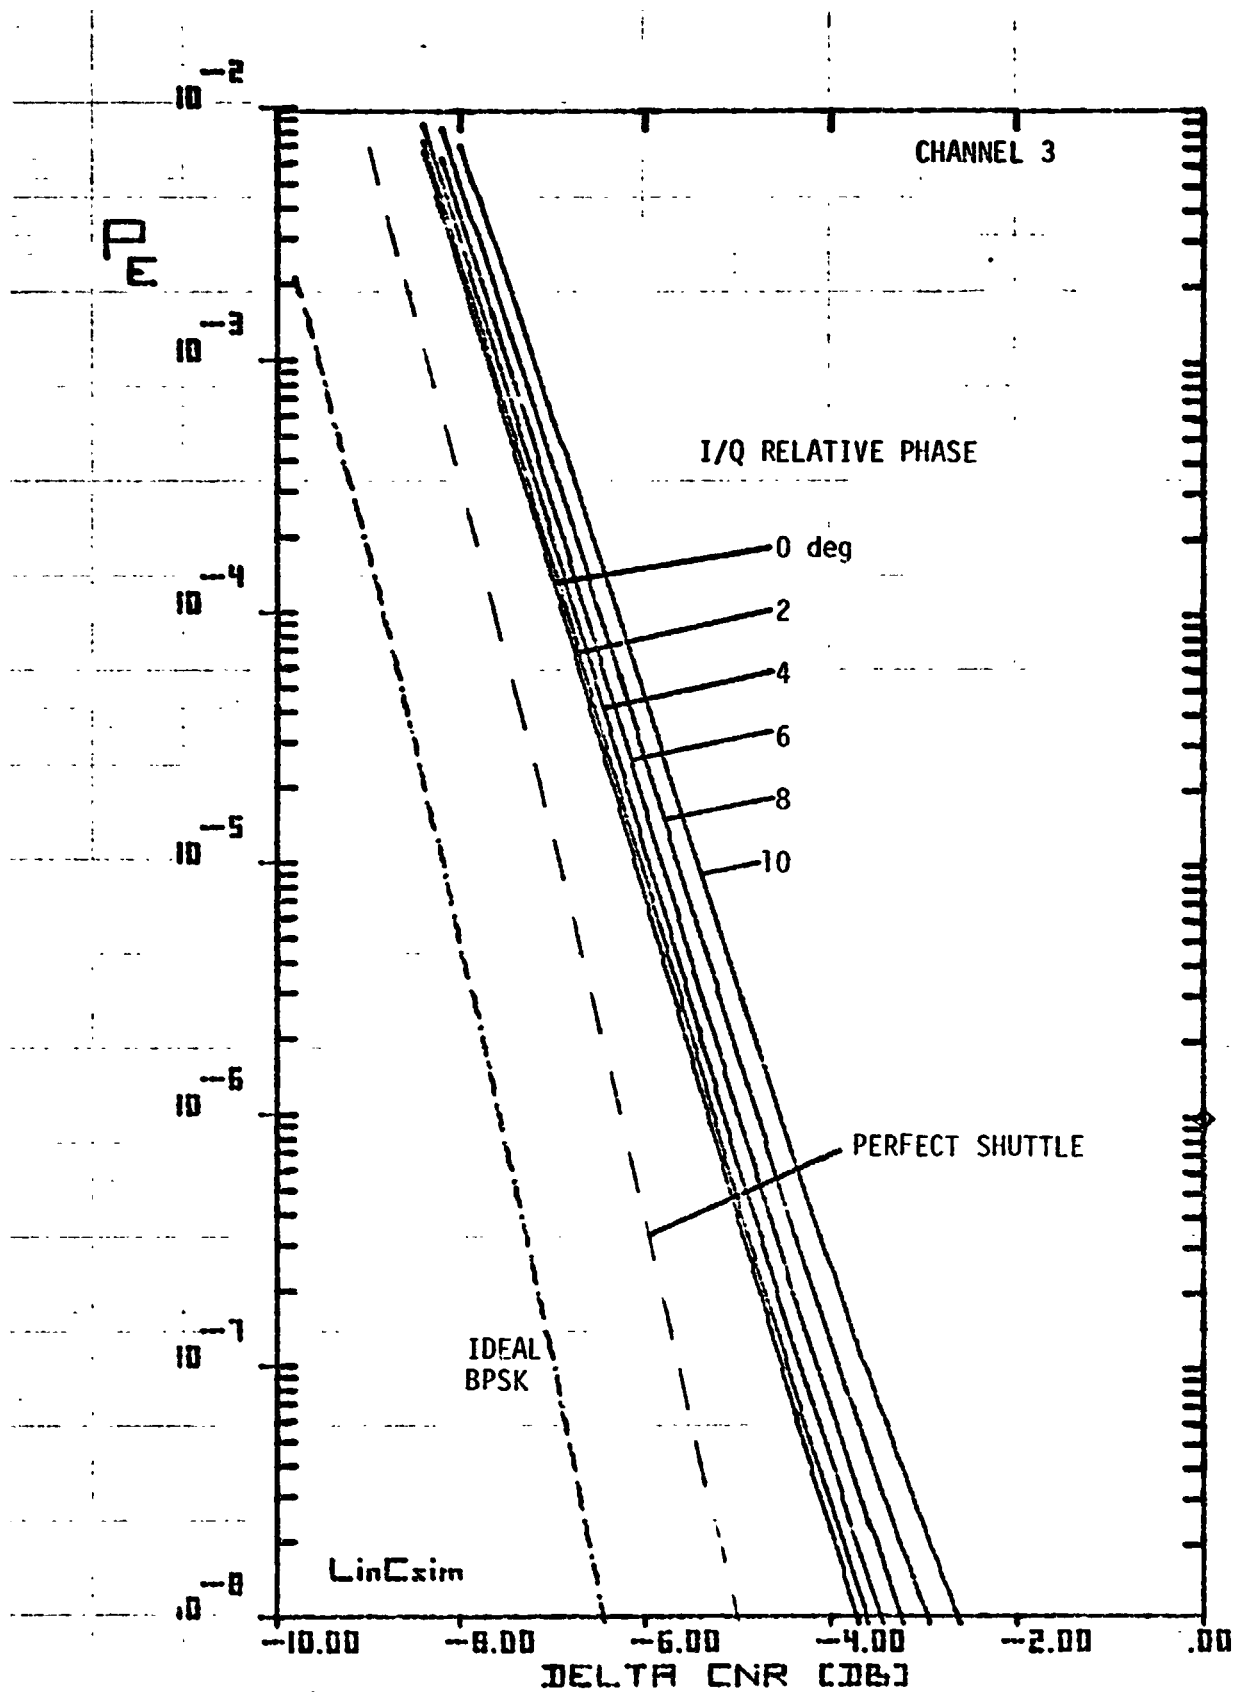 10 -2
CHANNEL 3
PE
10 -3
I/Q RELATIVE PHASE
0 deg
10 -4
2
4
6
8
10 -5
10
10 -6
PERFECT SHUTTLE
10 -7
IDEAL
BPSK
LinCsim
10 -8
-10.00 -8.00 -6.00 -4.00 -2.00 .00
DELTA CNR [DB]